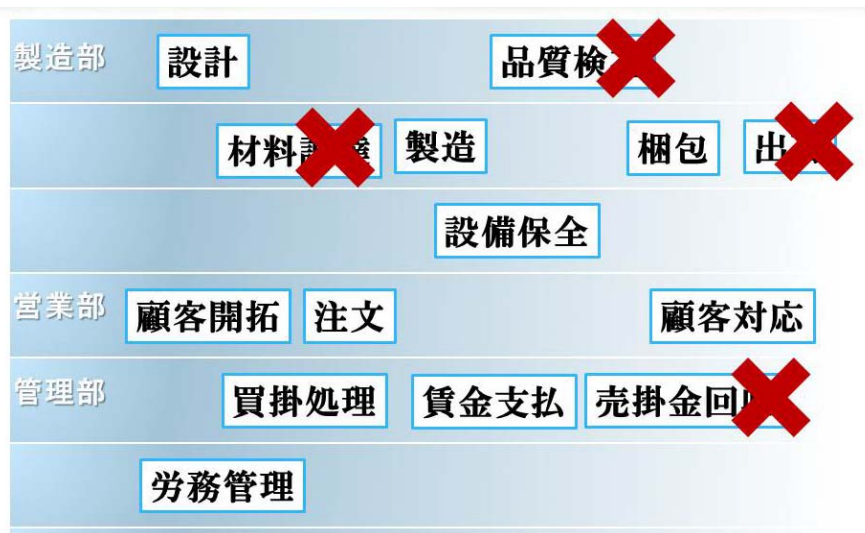 製造部 設計 品質検
材料 製造 梱包 出
設備保全
営業部 顧客開拓 注文 顧客対応
管理部 買掛処理 賃金支払 売掛金回
労務管理